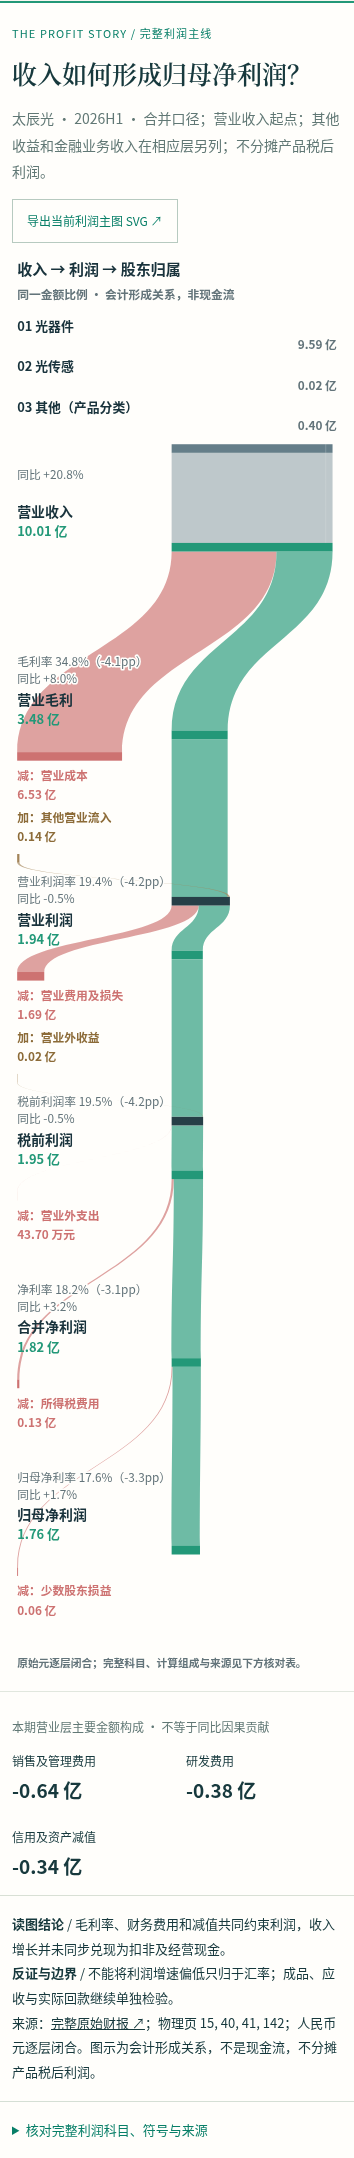 THE PROFIT STORY / 完整利润主线
收入如何形成归母净利润？
太辰光 · 2026H1 · 合并口径；营业收入起点；其他
收益和金融业务收入在相应层另列；不分摊产品税后
利润。
导出当前利润主图 SVG ↗
收入 → 利润 → 股东归属
同一金额比例 · 会计形成关系，非现金流
01 光器件
9.59 亿
02 光传感
0.02 亿
03 其他（产品分类）
0.40 亿
同比 +20.8%
营业收入
10.01 亿
毛利率 34.8%（-4.1pp）
同比 +8.0%
营业毛利
3.48 亿
减：营业成本
6.53 亿
加：其他营业流入
0.14 亿
营业利润率 19.4%（-4.2pp）
同比 -0.5%
营业利润
1.94 亿
减：营业费用及损失
1.69 亿
加：营业外收益
0.02 亿
税前利润率 19.5%（-4.2pp）
同比 -0.5%
税前利润
1.95 亿
减：营业外支出
43.70 万元
净利率 18.2%（-3.1pp）
同比 +3.2%
合并净利润
1.82 亿
减：所得税费用
0.13 亿
归母净利率 17.6%（-3.3pp）
同比 +1.7%
归母净利润
1.76 亿
减：少数股东损益
0.06 亿
原始元逐层闭合；完整科目、计算组成与来源见下方核对表。
本期营业层主要金额构成 · 不等于同比因果贡献
销售及管理费用
-0.64 亿
研发费用
-0.38 亿
信用及资产减值
-0.34 亿
读图结论 / 毛利率、财务费用和减值共同约束利润，收入
增长并未同步兑现为扣非及经营现金。
反证与边界 / 不能将利润增速偏低只归于汇率；成品、应
收与实际回款继续单独检验。
来源：完整原始财报 ↗；物理页 15, 40, 41, 142；人民币
元逐层闭合。图示为会计形成关系，不是现金流，不分摊
产品税后利润。
▶ 核对完整利润科目、符号与来源